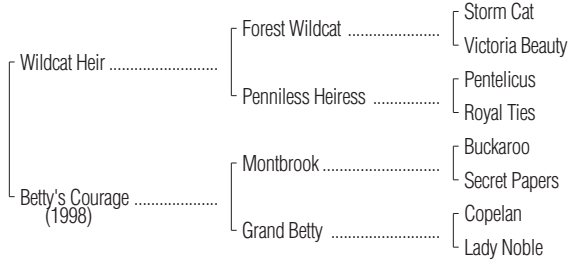 Storm Cat
Forest Wildcat ....................
Victoria Beauty
Wildcat Heir .......................
Pentelicus
Penniless Heiress ...............
Royal Ties
Buckaroo
Montbrook .........................
Secret Papers
Betty's Courage ..................
(1998)
Copelan
Grand Betty .......................
Lady Noble